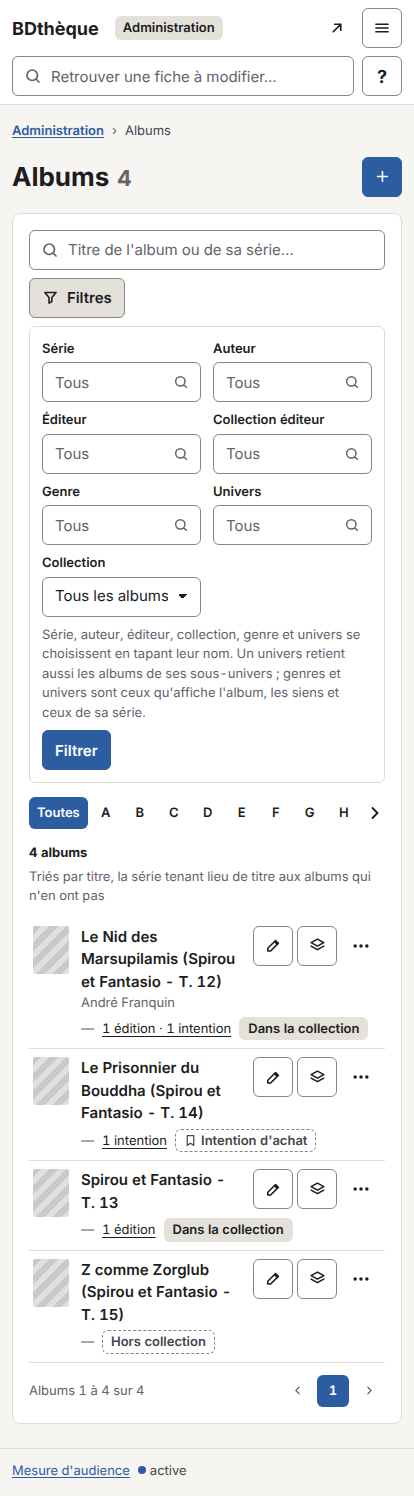 BDthèque Administration
Retrouver une fiche à modifier... ?
Administration › Albums
Albums 4
+
Titre de l'album ou de sa série...
Filtres
Série Auteur
Tous Tous
Éditeur Collection éditeur
Tous Tous
Genre Univers
Tous Tous
Collection
Tous les albums
Série, auteur, éditeur, collection, genre et univers se
choisissent en tapant leur nom. Un univers retient
aussi les albums de ses sous-univers ; genres et
univers sont ceux qu'affiche l'album, les siens et
ceux de sa série.
Filtrer
Toutes A B C D E F G H
4 albums
Triés par titre, la série tenant lieu de titre aux albums qui
n'en ont pas
Le Nid des
Marsupilamis (Spirou
et Fantasio - T. 12)
André Franquin
— 1 édition · 1 intention Dans la collection
Le Prisonnier du
Bouddha (Spirou et
Fantasio - T. 14)
— 1 intention Intention d'achat
Spirou et Fantasio -
T. 13
— 1 édition Dans la collection
Z comme Zorglub
(Spirou et Fantasio -
T. 15)
— Hors collection
Albums 1 à 4 sur 4 ‹ 1 ›
Mesure d'audience active